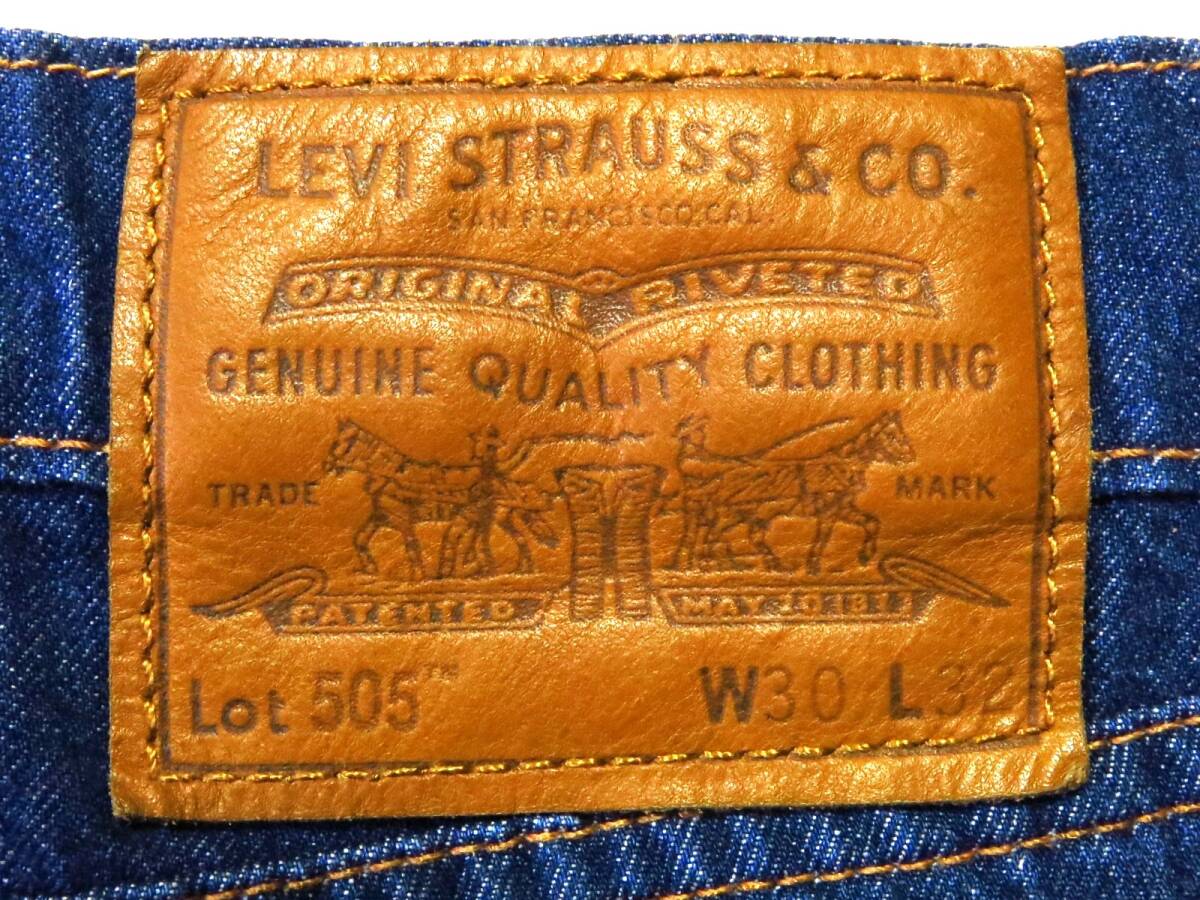 LEVI STRAUSS & CO.
SAN FRANCISCO, CAL.
ORIGINAL RIVETED
GENUINE QUALITY CLOTHING
TRADE MARK
PATENTED MAY 20 1873
Lot 505™ W30 L32